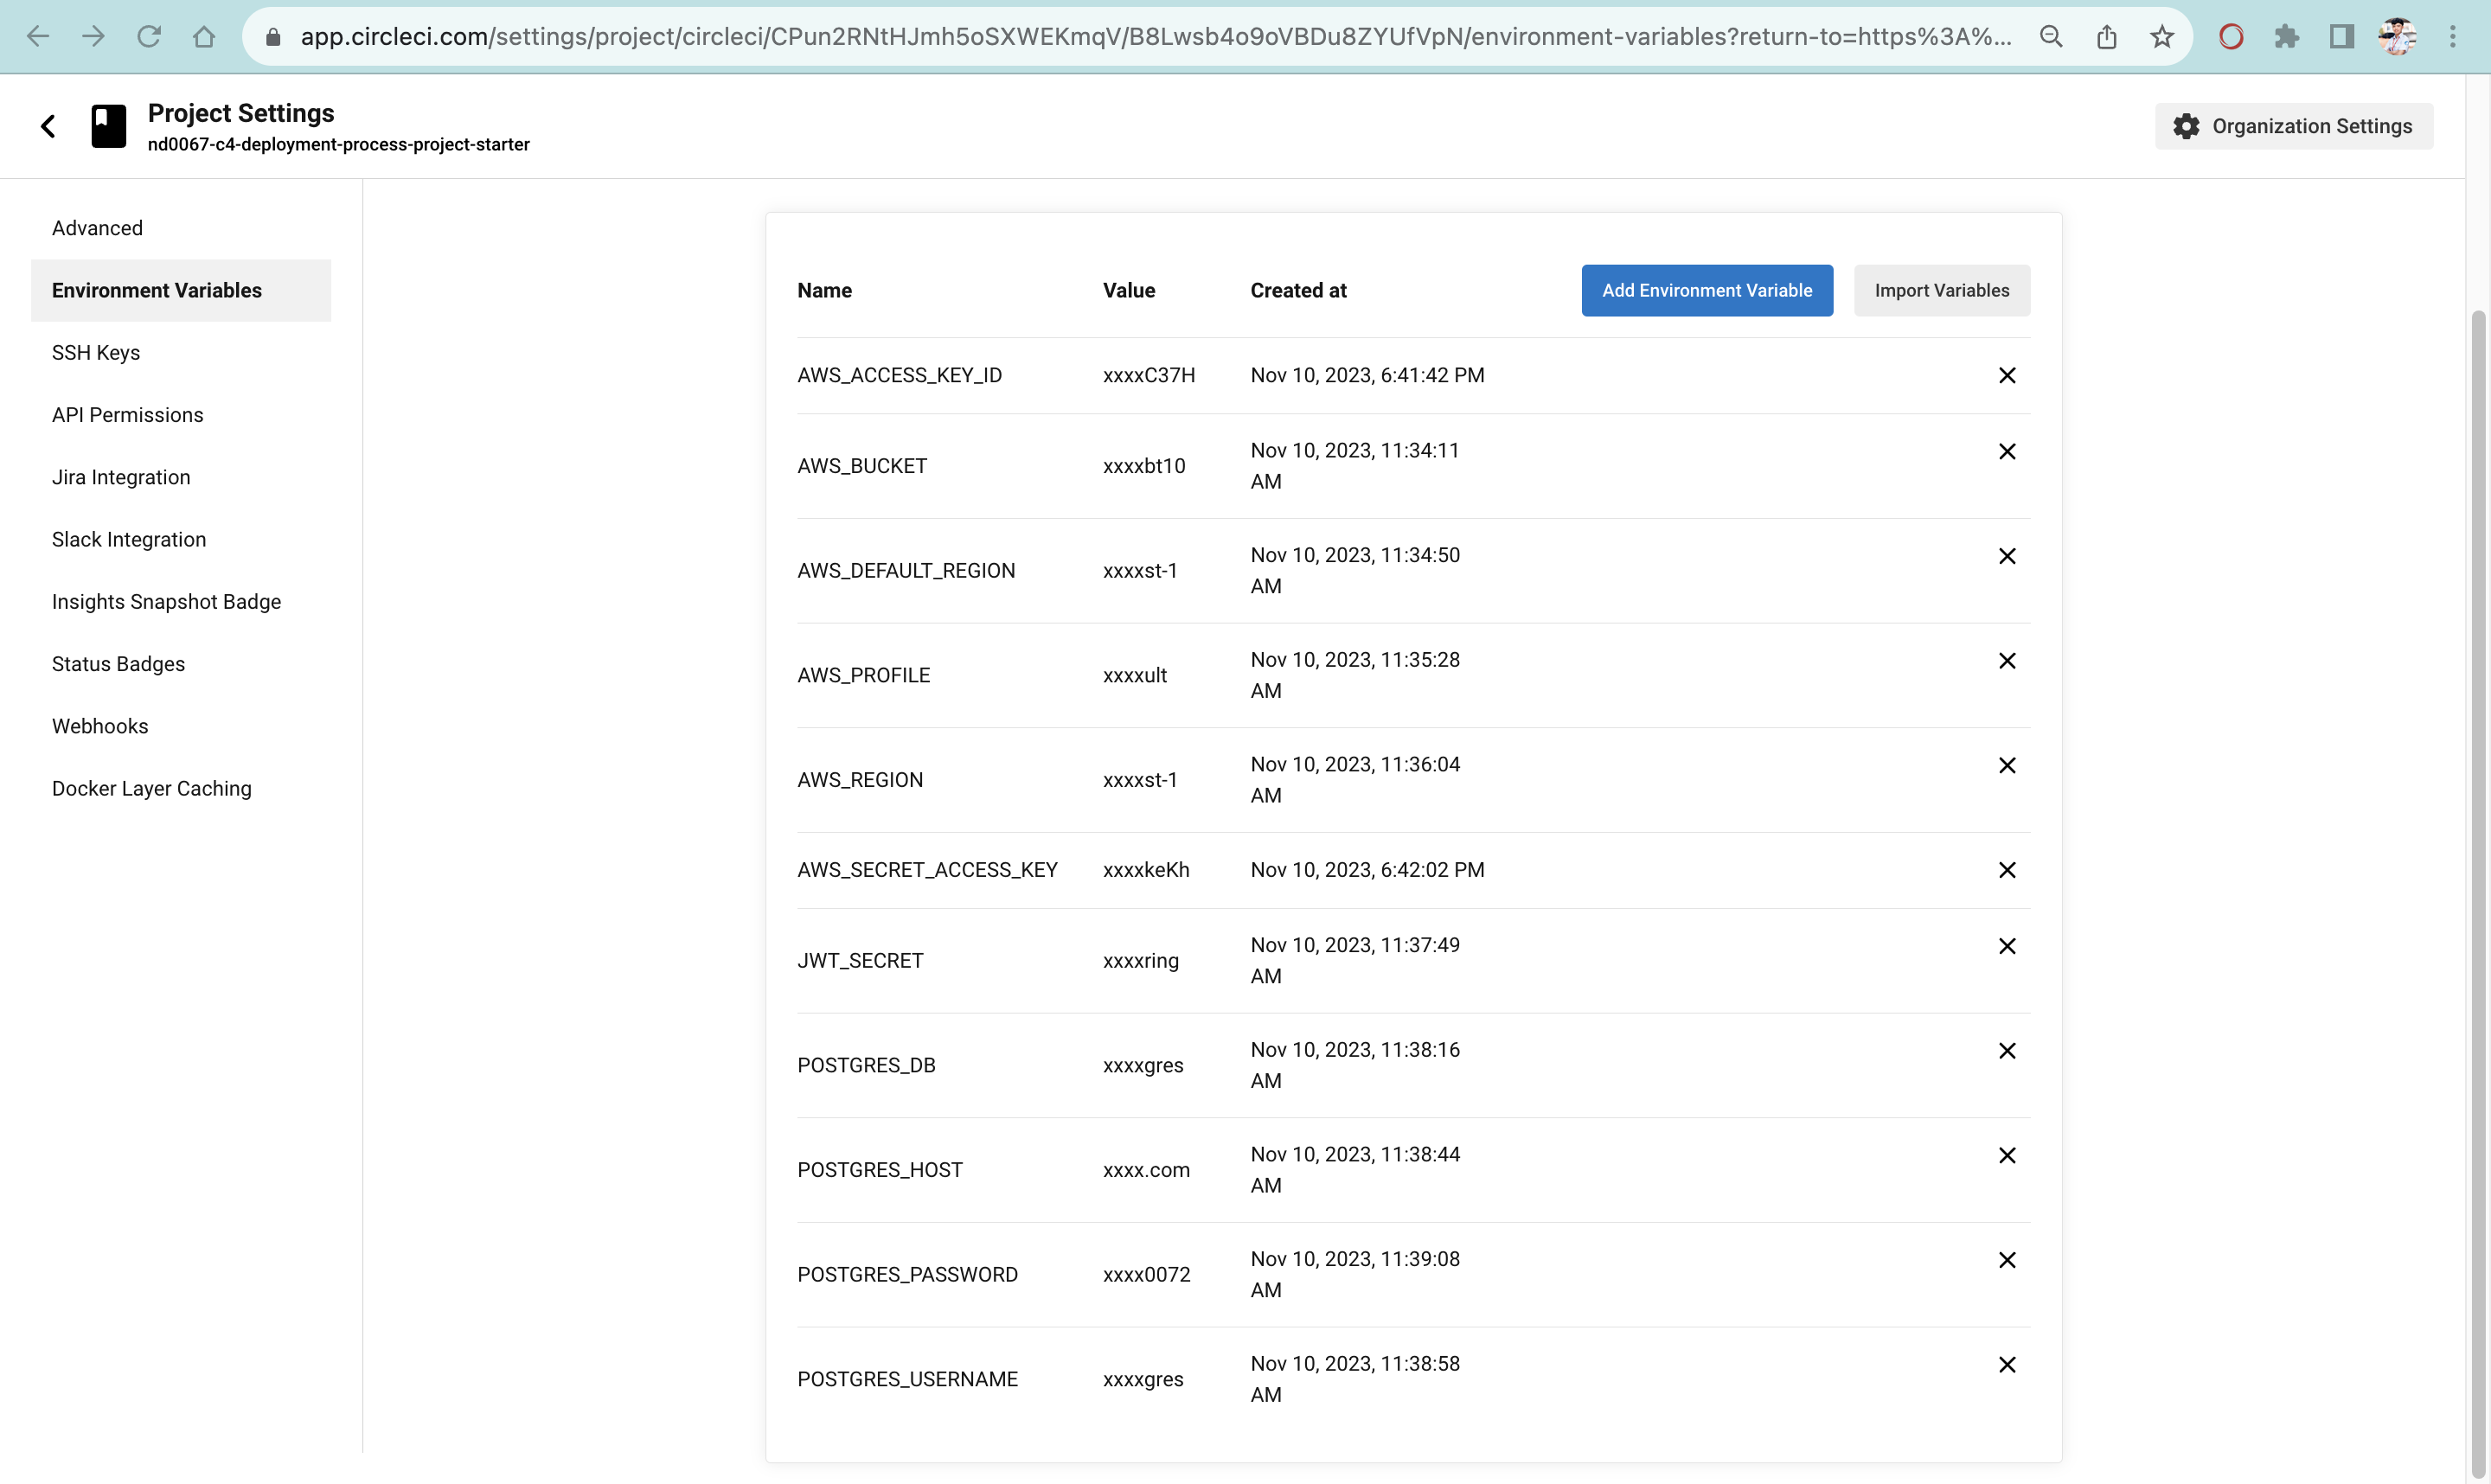 app.circleci.com/settings/project/circleci/CPun2RNtHJmh5oSXWEKmqV/B8Lwsb4o9oVBDu8ZYUfVpN/environment-variables?return-to=https%3A%...
Project Settings
nd0067-c4-deployment-process-project-starter
Organization Settings
Advanced
Environment Variables
SSH Keys
API Permissions
Jira Integration
Slack Integration
Insights Snapshot Badge
Status Badges
Webhooks
Docker Layer Caching
Name Value Created at Add Environment Variable Import Variables
AWS_ACCESS_KEY_ID xxxxC37H Nov 10, 2023, 6:41:42 PM
AWS_BUCKET xxxxbt10 Nov 10, 2023, 11:34:11
AM
AWS_DEFAULT_REGION xxxxst-1 Nov 10, 2023, 11:34:50
AM
AWS_PROFILE xxxxult Nov 10, 2023, 11:35:28
AM
AWS_REGION xxxxst-1 Nov 10, 2023, 11:36:04
AM
AWS_SECRET_ACCESS_KEY xxxxkeKh Nov 10, 2023, 6:42:02 PM
JWT_SECRET xxxxring Nov 10, 2023, 11:37:49
AM
POSTGRES_DB xxxxgres Nov 10, 2023, 11:38:16
AM
POSTGRES_HOST xxxx.com Nov 10, 2023, 11:38:44
AM
POSTGRES_PASSWORD xxxx0072 Nov 10, 2023, 11:39:08
AM
POSTGRES_USERNAME xxxxgres Nov 10, 2023, 11:38:58
AM